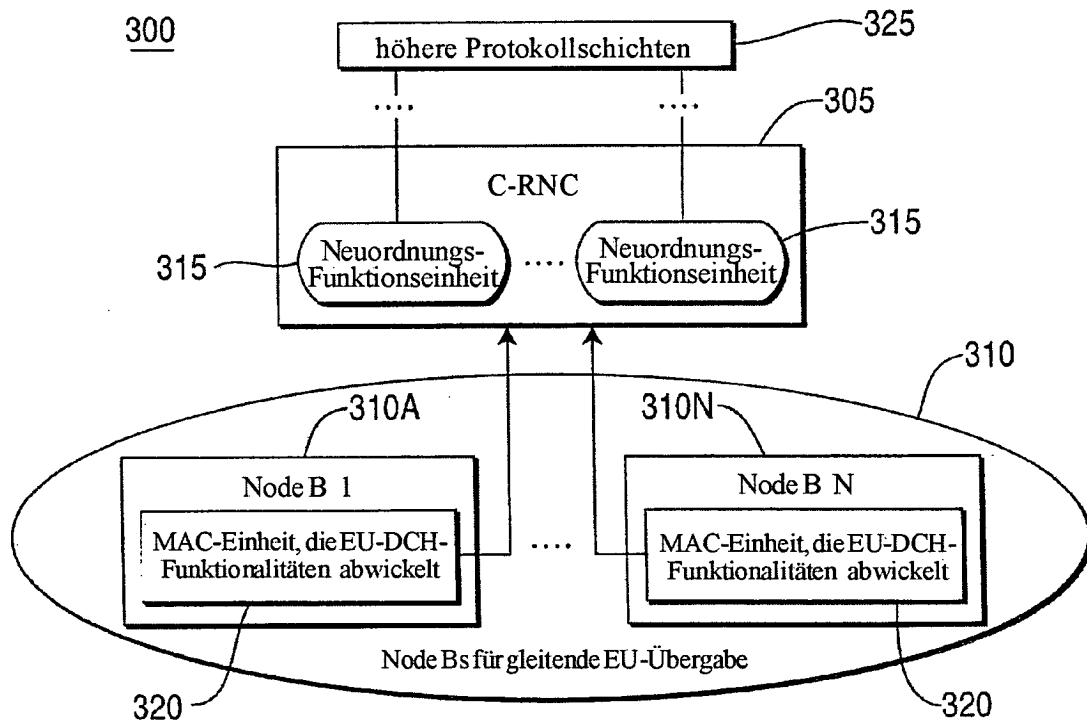 300
höhere Protokollschichten
325
....
....
305
C-RNC
315
Neuordnungs-
Funktionseinheit
....
Neuordnungs-
Funktionseinheit
315
310
310A
310N
Node B 1
MAC-Einheit, die EU-DCH-
Funktionalitäten abwickelt
....
Node B N
MAC-Einheit, die EU-DCH-
Funktionalitäten abwickelt
Node Bs für gleitende EU-Übergabe
320
320